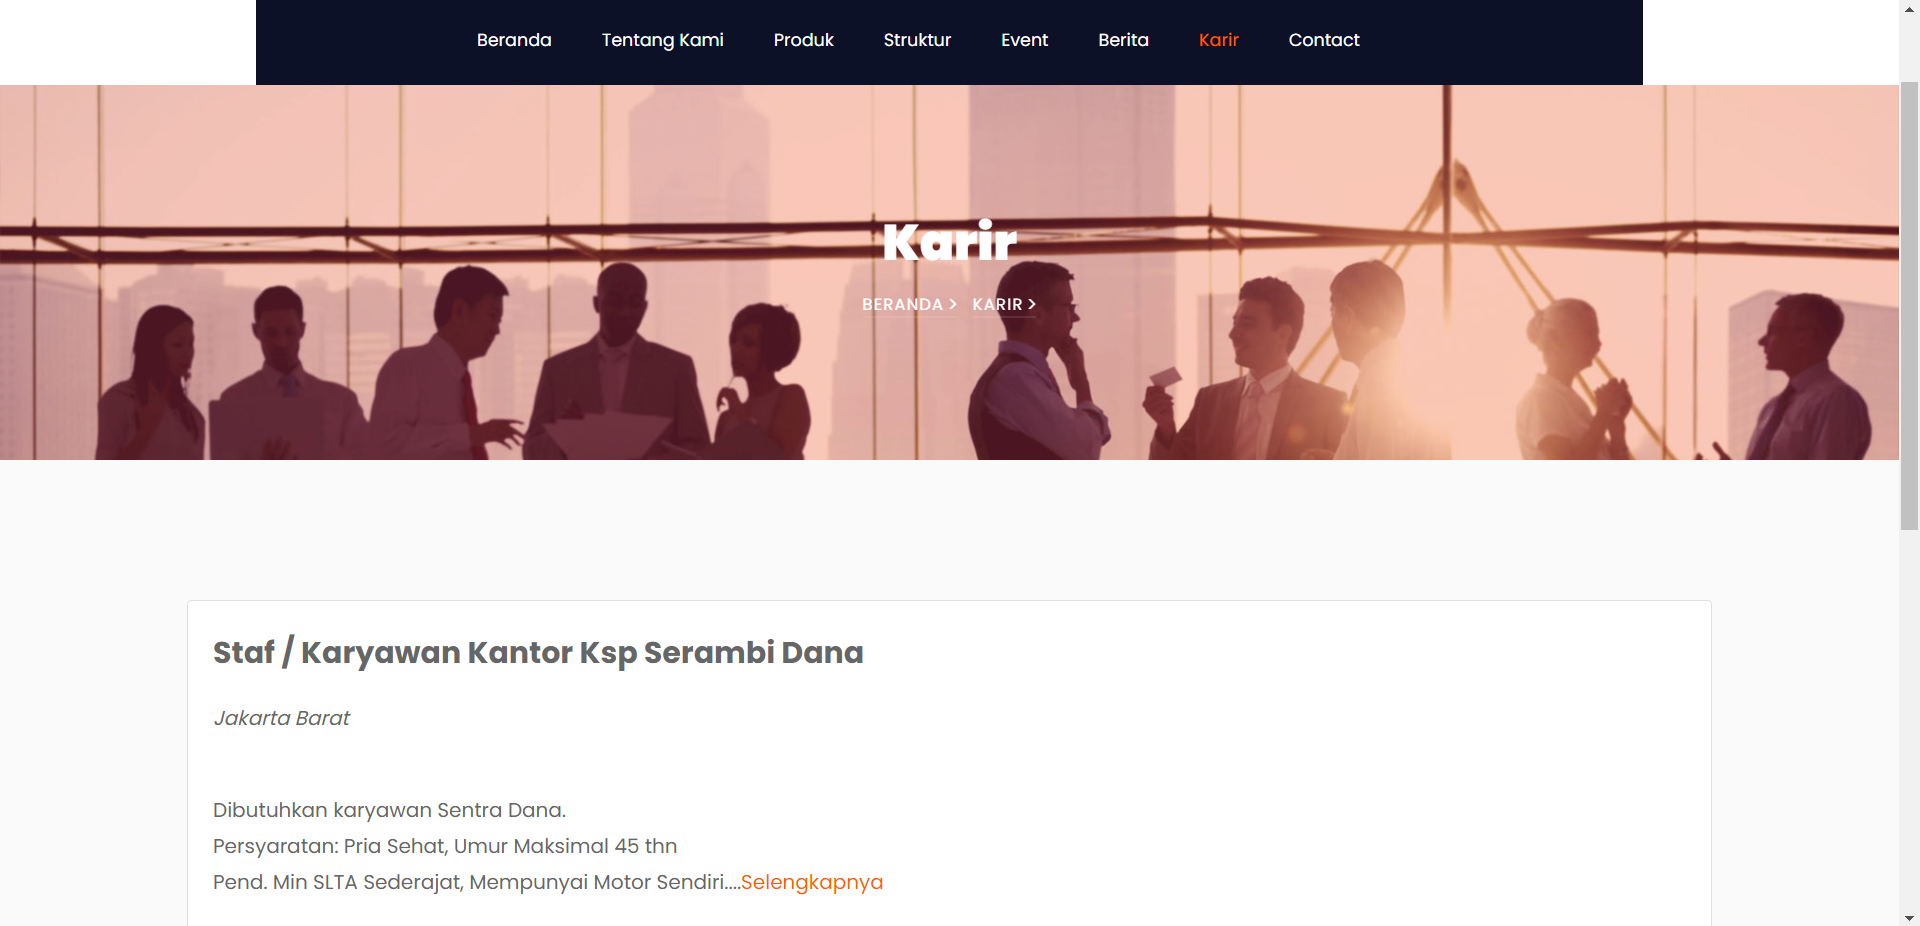 Beranda Tentang Kami Produk Struktur Event Berita Karir Contact
Karir
BERANDA > KARIR >
Staf / Karyawan Kantor Ksp Serambi Dana
Jakarta Barat
Dibutuhkan karyawan Sentra Dana.
Persyaratan: Pria Sehat, Umur Maksimal 45 thn
Pend. Min SLTA Sederajat, Mempunyai Motor Sendiri....Selengkapnya